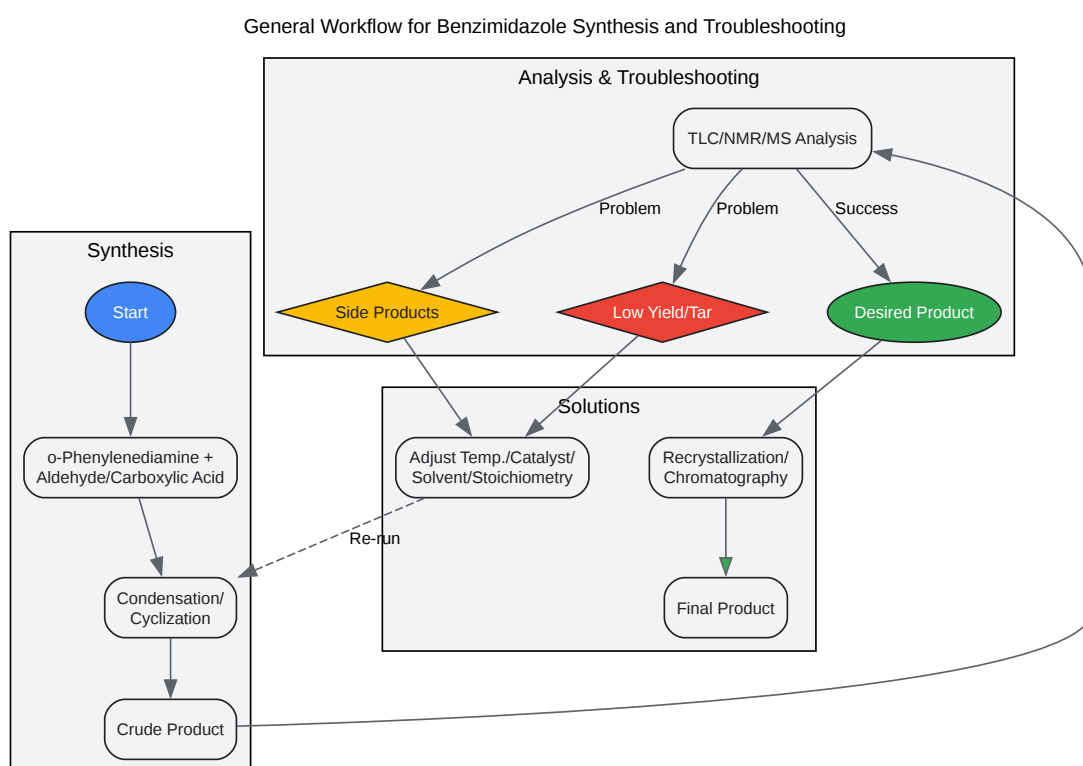 General Workflow for Benzimidazole Synthesis and Troubleshooting
Analysis & Troubleshooting
TLC/NMR/MS Analysis
Problem
Problem
Success
Side Products
Low Yield/Tar
Desired Product
Synthesis
Start
o-Phenylenediamine +
Aldehyde/Carboxylic Acid
Condensation/
Cyclization
Crude Product
Solutions
Adjust Temp./Catalyst/
Solvent/Stoichiometry
Recrystallization/
Chromatography
Re-run
Final Product